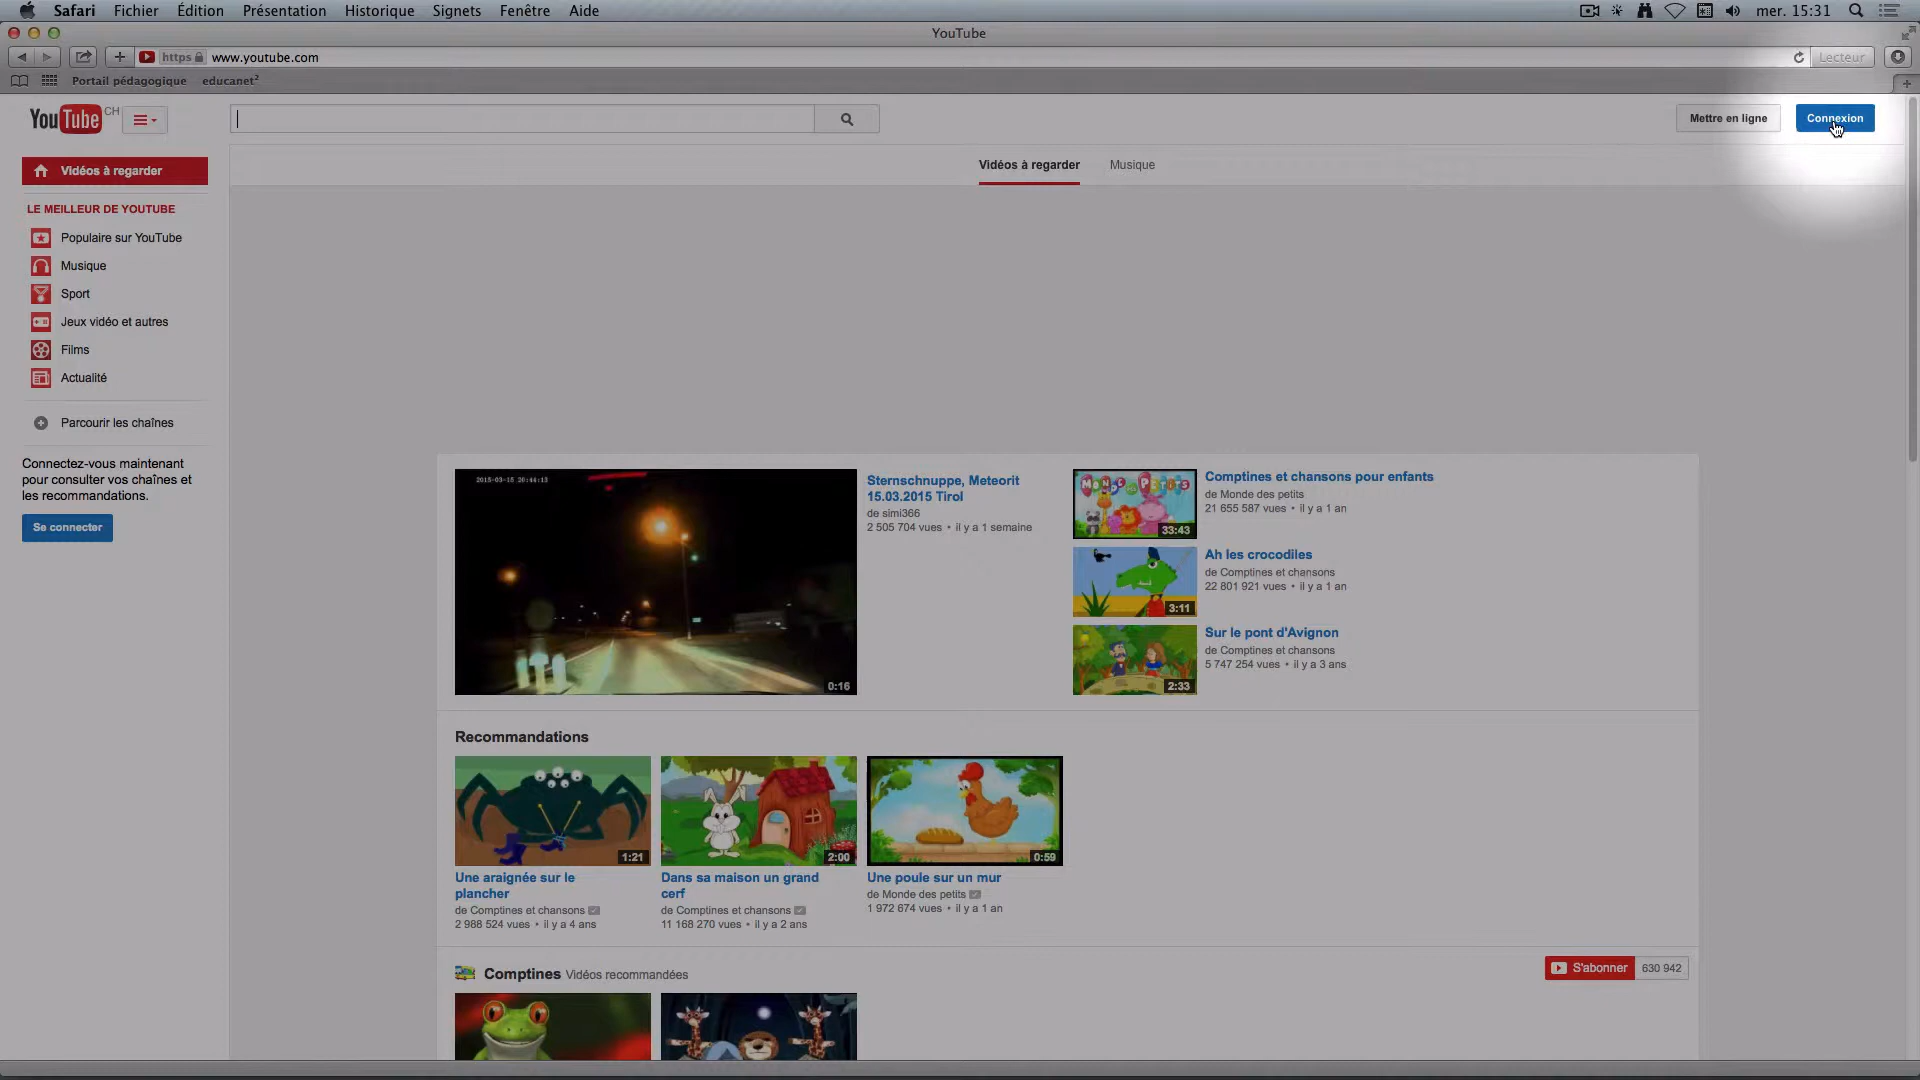 Safari Fichier Édition Présentation Historique Signets Fenêtre Aide mer. 15:31
YouTube
https www.youtube.com Lecteur
Portail pédagogique educanet²
YouTube CH Mettre en ligne Connexion
Vidéos à regarder Musique
Vidéos à regarder
LE MEILLEUR DE YOUTUBE
Populaire sur YouTube
Musique
Sport
Jeux vidéo et autres
Films
Actualité
Parcourir les chaînes
Connectez-vous maintenant
pour consulter vos chaînes et
les recommandations.
Se connecter
2015-03-15 20:44:13
0:16
Sternschnuppe, Meteorit
15.03.2015 Tirol
de simi366
2 505 704 vues • il y a 1 semaine
MONDE des PETITS
33:43
Comptines et chansons pour enfants
de Monde des petits
21 655 587 vues • il y a 1 an
3:11
Ah les crocodiles
de Comptines et chansons
22 801 921 vues • il y a 1 an
2:33
Sur le pont d'Avignon
de Comptines et chansons
5 747 254 vues • il y a 3 ans
Recommandations
1:21
Une araignée sur le
plancher
de Comptines et chansons
2 988 524 vues • il y a 4 ans
2:00
Dans sa maison un grand
cerf
de Comptines et chansons
11 168 270 vues • il y a 2 ans
0:59
Une poule sur un mur
de Monde des petits
1 972 674 vues • il y a 1 an
Comptines Vidéos recommandées
S'abonner 630 942